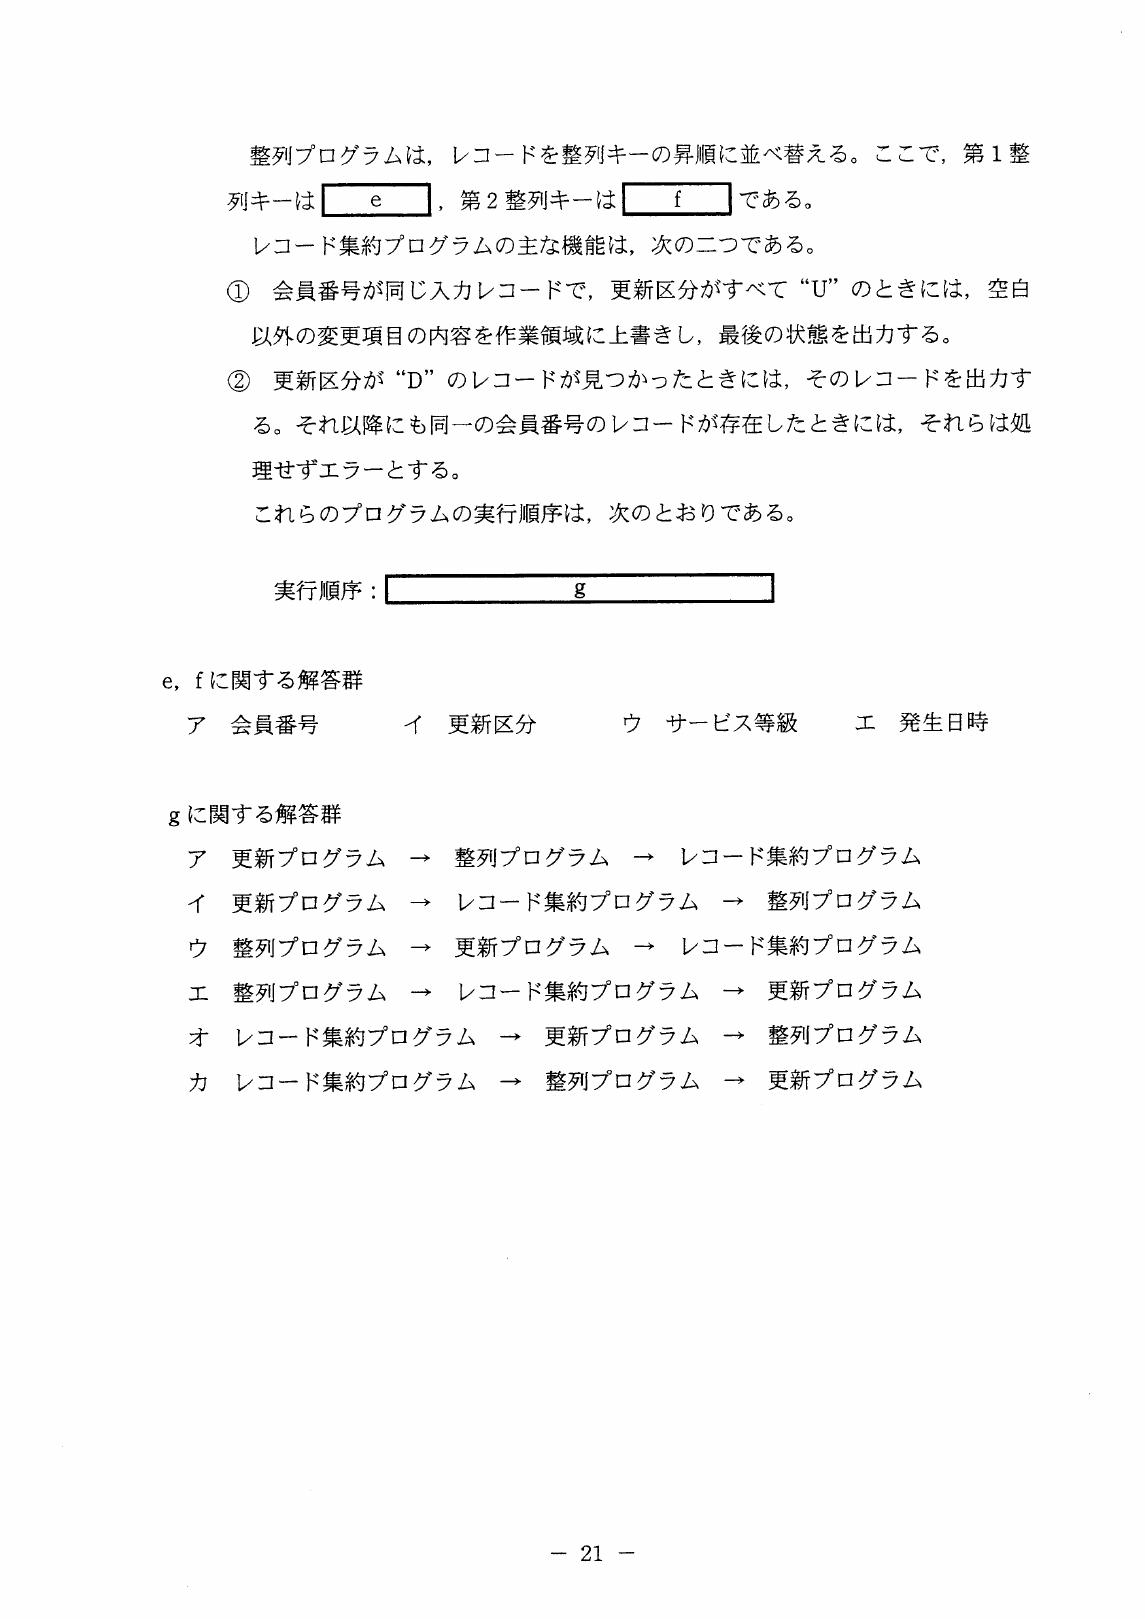 整列プログラムは，レコードを整列キーの昇順に並べ替える。ここで，第1整
列キーは e ，第2整列キーは f である。
レコード集約プログラムの主な機能は，次の二つである。
① 会員番号が同じ入力レコードで，更新区分がすべて“U”のときには，空白
以外の変更項目の内容を作業領域に上書きし，最後の状態を出力する。
② 更新区分が“D”のレコードが見つかったときには，そのレコードを出力す
る。それ以降にも同一の会員番号のレコードが存在したときには，それらは処
理せずエラーとする。
これらのプログラムの実行順序は，次のとおりである。
実行順序： g
e，fに関する解答群
ア 会員番号 イ 更新区分 ウ サービス等級 エ 発生日時
gに関する解答群
ア 更新プログラム → 整列プログラム → レコード集約プログラム
イ 更新プログラム → レコード集約プログラム → 整列プログラム
ウ 整列プログラム → 更新プログラム → レコード集約プログラム
エ 整列プログラム → レコード集約プログラム → 更新プログラム
オ レコード集約プログラム → 更新プログラム → 整列プログラム
カ レコード集約プログラム → 整列プログラム → 更新プログラム
― 21 ―